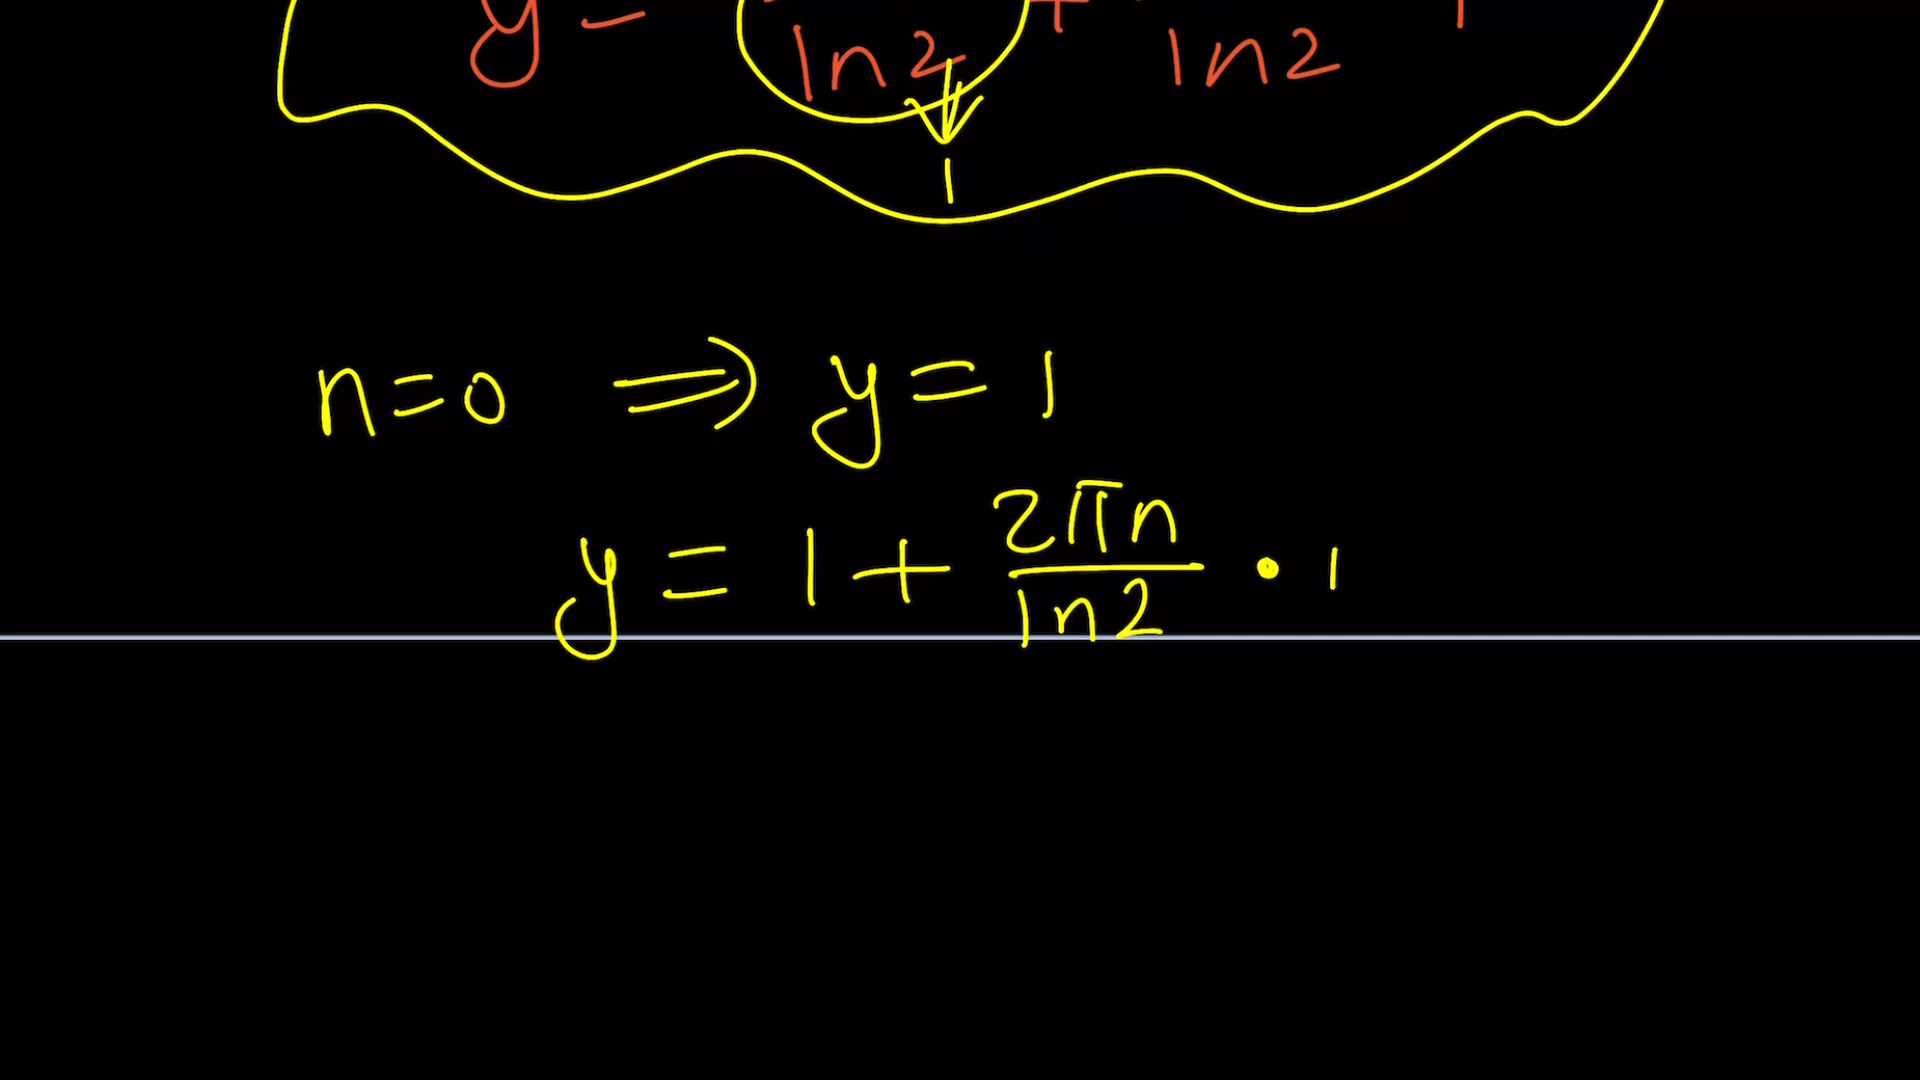 y = ln2 + ln2
1
n=0 ⇒ y = 1
y = 1 + 2πn/ln2 · 1